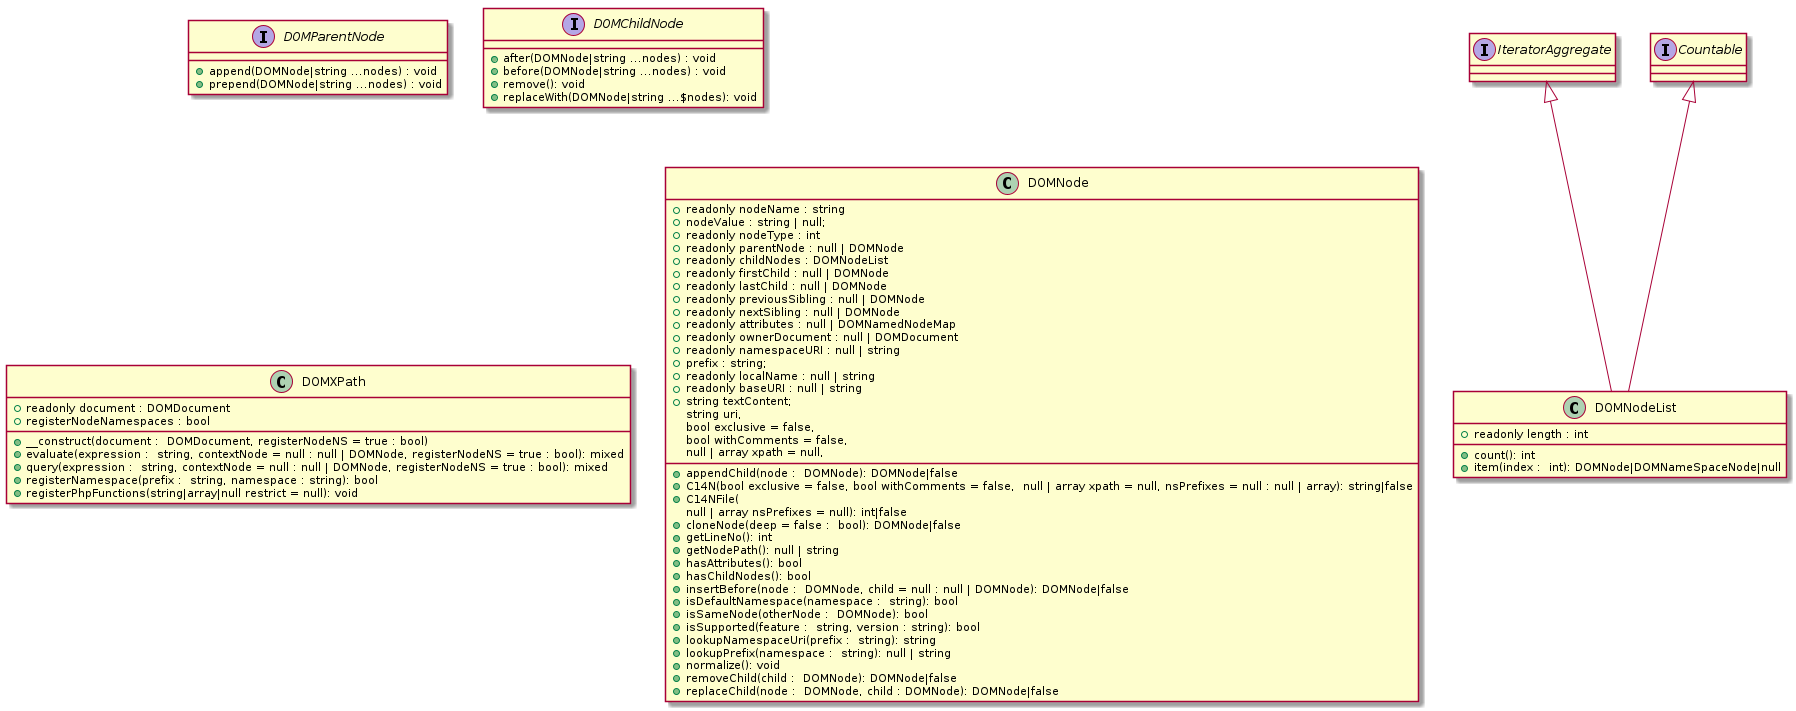 I DOMParentNode
append(DOMNode|string ...nodes) : void
prepend(DOMNode|string ...nodes) : void
I DOMChildNode
after(DOMNode|string ...nodes) : void
before(DOMNode|string ...nodes) : void
remove(): void
replaceWith(DOMNode|string ...$nodes): void
I IteratorAggregate
I Countable
C DOMNode
readonly nodeName : string
nodeValue : string | null;
readonly nodeType : int
readonly parentNode : null | DOMNode
readonly childNodes : DOMNodeList
readonly firstChild : null | DOMNode
readonly lastChild : null | DOMNode
readonly previousSibling : null | DOMNode
readonly nextSibling : null | DOMNode
readonly attributes : null | DOMNamedNodeMap
readonly ownerDocument : null | DOMDocument
readonly namespaceURI : null | string
prefix : string;
readonly localName : null | string
readonly baseURI : null | string
string textContent;
string uri,
bool exclusive = false,
bool withComments = false,
null | array xpath = null,
appendChild(node :  DOMNode): DOMNode|false
C14N(bool exclusive = false, bool withComments = false,  null | array xpath = null, nsPrefixes = null : null | array): string|false
C14NFile(
null | array nsPrefixes = null): int|false
cloneNode(deep = false :  bool): DOMNode|false
getLineNo(): int
getNodePath(): null | string
hasAttributes(): bool
hasChildNodes(): bool
insertBefore(node :  DOMNode, child = null : null | DOMNode): DOMNode|false
isDefaultNamespace(namespace :  string): bool
isSameNode(otherNode :  DOMNode): bool
isSupported(feature :  string, version : string): bool
lookupNamespaceUri(prefix :  string): string
lookupPrefix(namespace :  string): null | string
normalize(): void
removeChild(child :  DOMNode): DOMNode|false
replaceChild(node :  DOMNode, child : DOMNode): DOMNode|false
C DOMXPath
readonly document : DOMDocument
registerNodeNamespaces : bool
__construct(document :  DOMDocument, registerNodeNS = true : bool)
evaluate(expression :  string, contextNode = null : null | DOMNode, registerNodeNS = true : bool): mixed
query(expression :  string, contextNode = null : null | DOMNode, registerNodeNS = true : bool): mixed
registerNamespace(prefix :  string, namespace : string): bool
registerPhpFunctions(string|array|null restrict = null): void
C DOMNodeList
readonly length : int
count(): int
item(index :  int): DOMNode|DOMNameSpaceNode|null